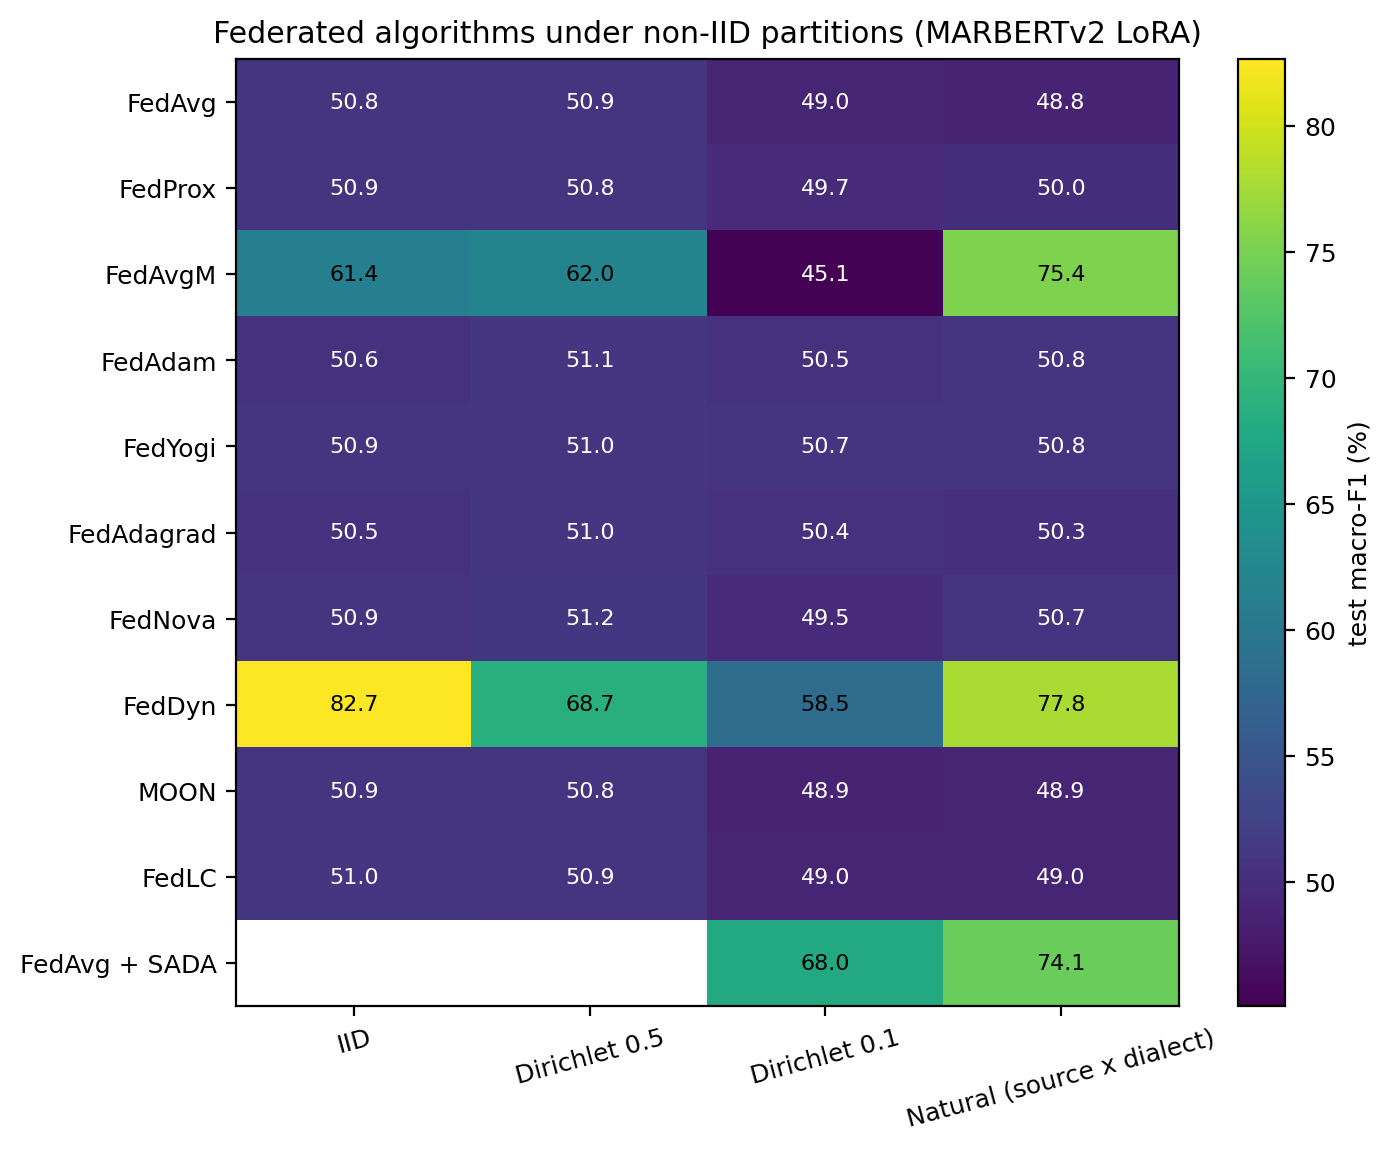 Federated algorithms under non-IID partitions (MARBERTv2 LoRA)
FedAvg 50.8 50.9 49.0 48.8
FedProx 50.9 50.8 49.7 50.0
FedAvgM 61.4 62.0 45.1 75.4
FedAdam 50.6 51.1 50.5 50.8
FedYogi 50.9 51.0 50.7 50.8
FedAdagrad 50.5 51.0 50.4 50.3
FedNova 50.9 51.2 49.5 50.7
FedDyn 82.7 68.7 58.5 77.8
MOON 50.9 50.8 48.9 48.9
FedLC 51.0 50.9 49.0 49.0
FedAvg + SADA 68.0 74.1
IID Dirichlet 0.5 Dirichlet 0.1 Natural (source x dialect)
80
75
70
65
60
55
50
test macro-F1 (%)